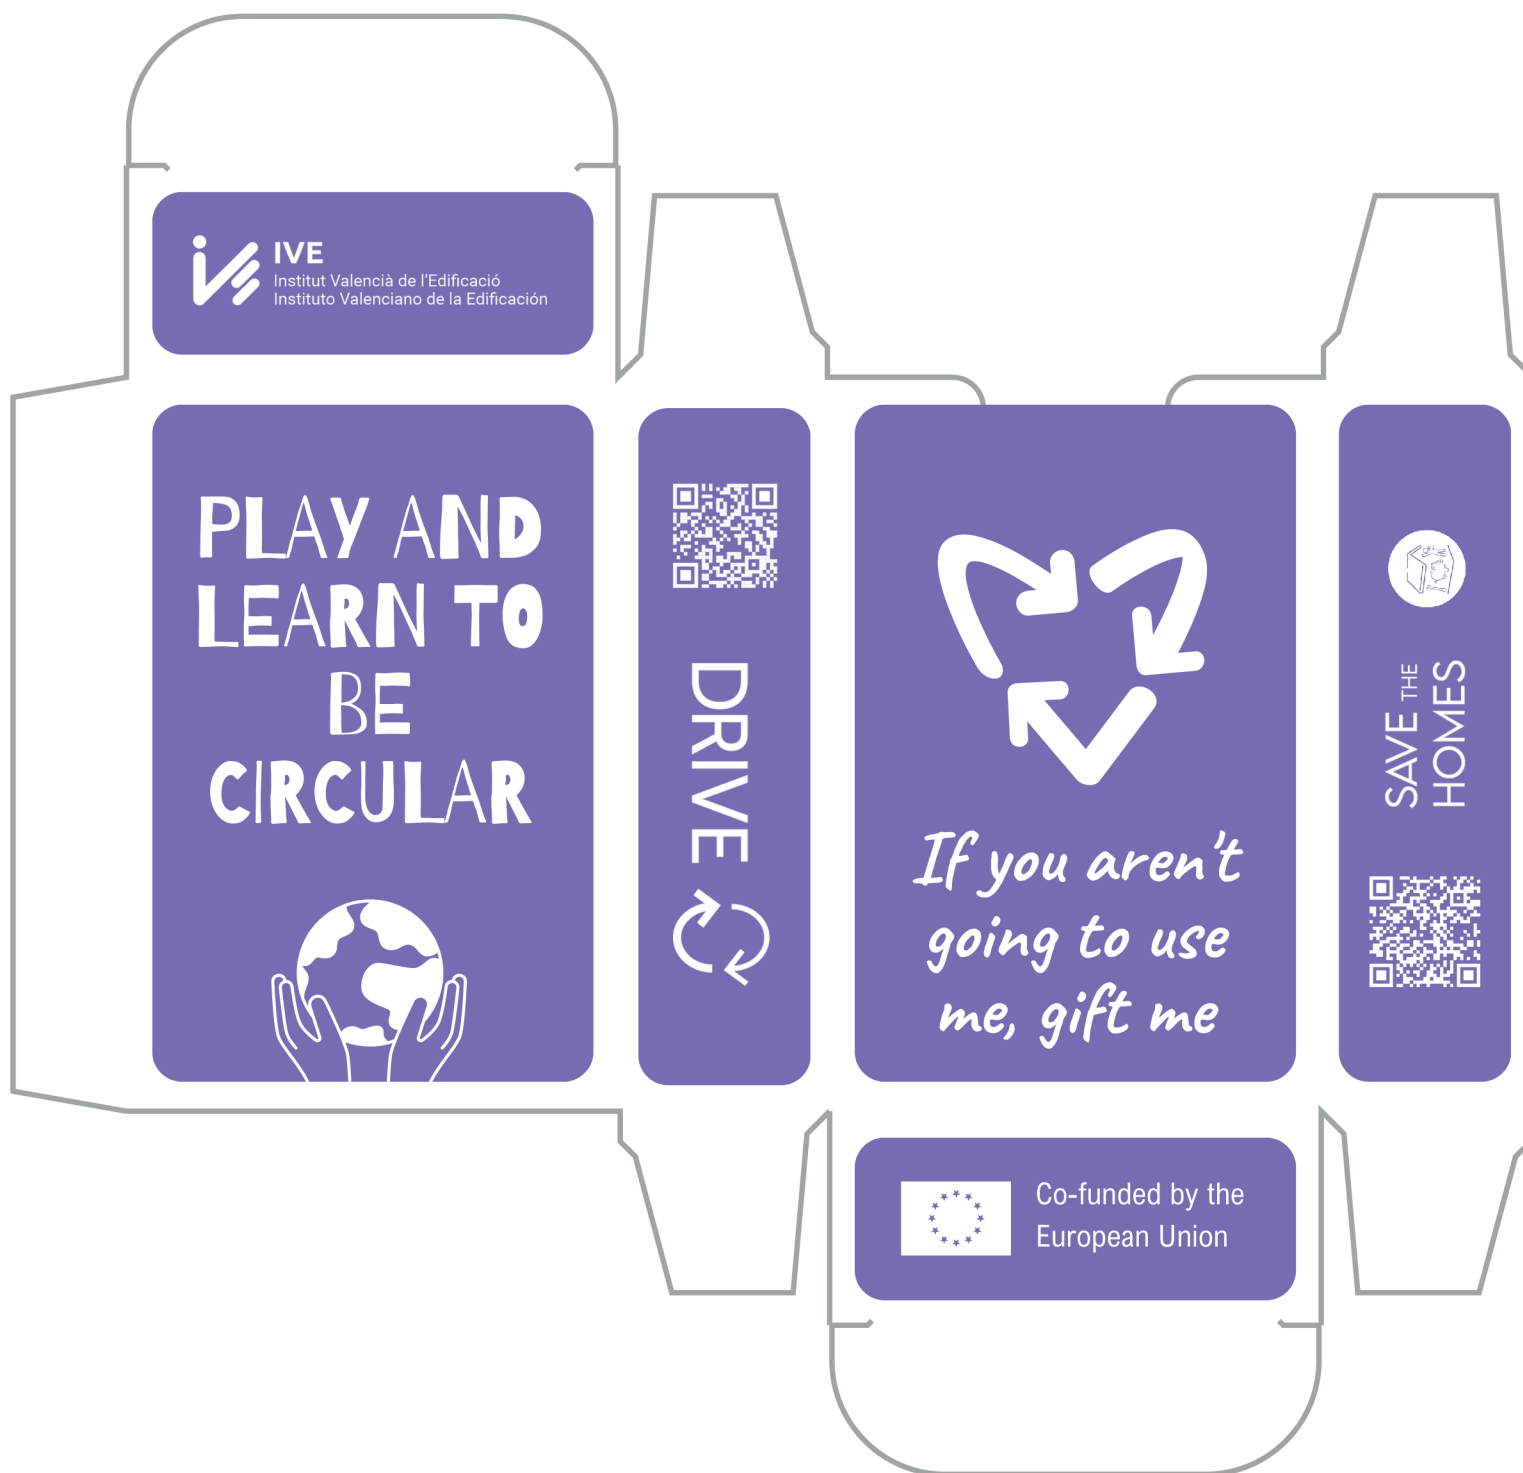 IVE
Institut Valencià de l'Edificació
Instituto Valenciano de la Edificación
PLAY AND
LEARN TO
BE
CIRCULAR
DRIVE
If you aren't
going to use
me, gift me
SAVE THE
HOMES
Co-funded by the
European Union